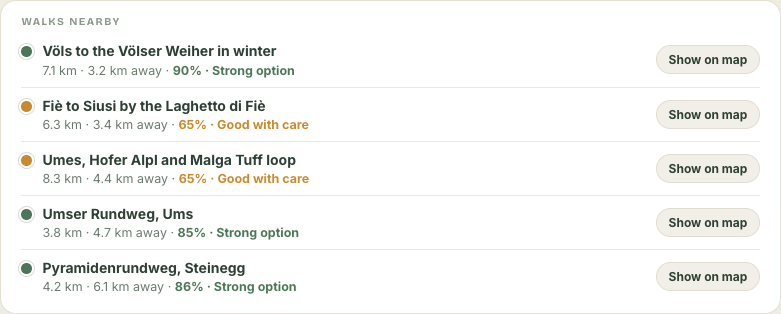 WALKS NEARBY
Völs to the Völser Weiher in winter
7.1 km · 3.2 km away · 90% · Strong option
Show on map
Fiè to Siusi by the Laghetto di Fiè
6.3 km · 3.4 km away · 65% · Good with care
Show on map
Umes, Hofer Alpl and Malga Tuff loop
8.3 km · 4.4 km away · 65% · Good with care
Show on map
Umser Rundweg, Ums
3.8 km · 4.7 km away · 85% · Strong option
Show on map
Pyramidenrundweg, Steinegg
4.2 km · 6.1 km away · 86% · Strong option
Show on map